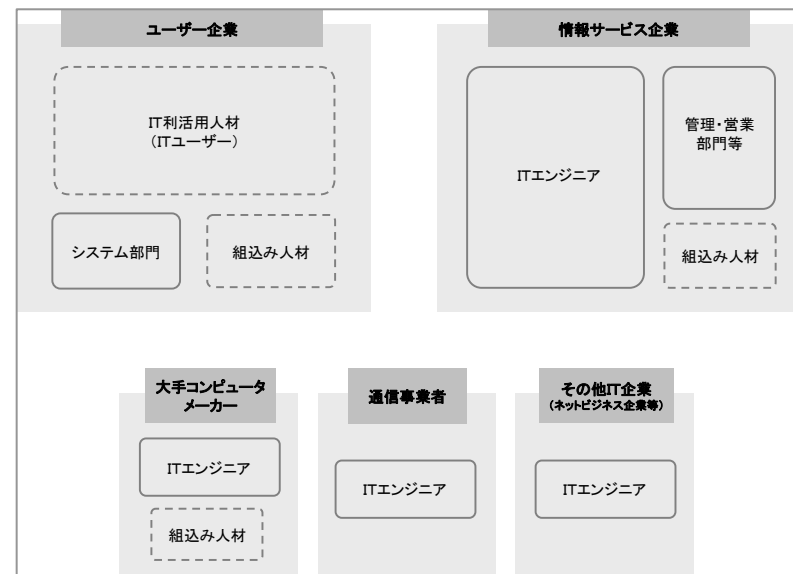 ユーザー企業
IT利活用人材
(ITユーザー)
システム部門
組込み人材
情報サービス企業
ITエンジニア
管理・営業
部門等
組込み人材
大手コンピュータ
メーカー
ITエンジニア
組込み人材
通信事業者
ITエンジニア
その他IT企業
(ネットビジネス企業等)
ITエンジニア